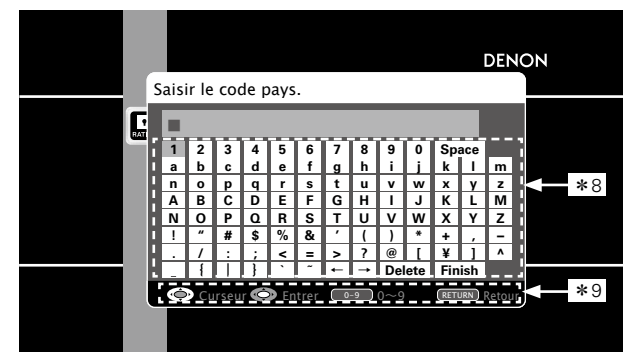 DENON
Saisir le code pays.
RATI
1 2 3 4 5 6 7 8 9 0 Space
a b c d e f g h i j k l m
n o p q r s t u v w x y z
A B C D E F G H I J K L M
N O P Q R S T U V W X Y Z
! “ # $ % & ′ ( ) * + , –
. / : ; < = > ? @ [ ¥ ] ^
_ { | } ` ~ ← → Delete Finish
Curseur Entrer 0-9 0～9 RETURN Retour
*8
*9